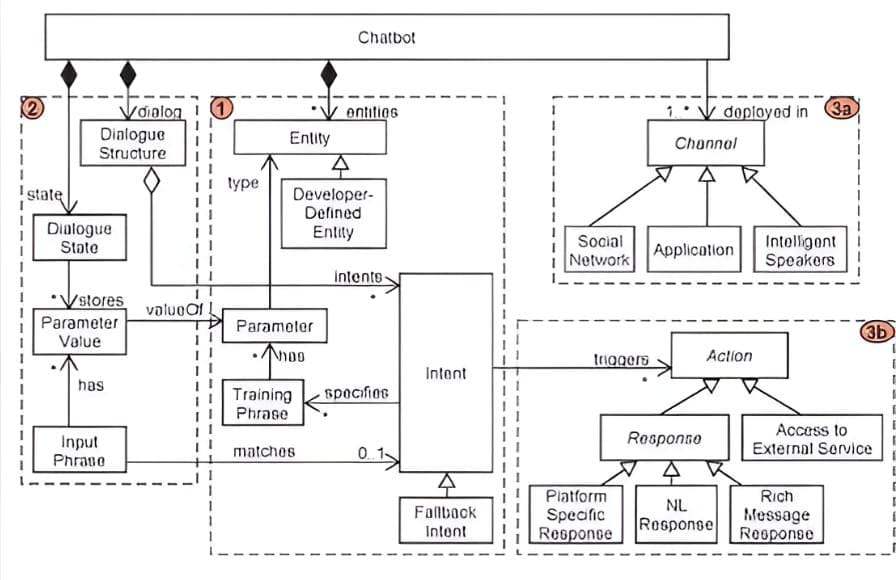 Chatbot
2
dialog
1
* entities
1..* deployed in
3a
Dialogue
Structure
Entity
Channel
type
state
Developer-
Defined
Entity
Dialogue
State
Social
Network
Application
Intelligent
Speakers
intents
*
* stores
valueOf
Parameter
Value
Parameter
3b
* has
triggers
*
Action
Intent
* has
Training
Phrase
specifies
*
Response
Access to
External Service
Input
Phrase
matches
0..1
Fallback
Intent
Platform
Specific
Response
NL
Response
Rich
Message
Response